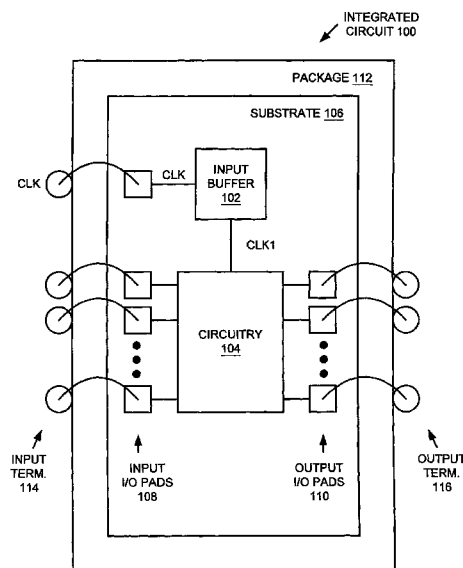 INTEGRATED
CIRCUIT 100
PACKAGE 112
SUBSTRATE 106
CLK
CLK
INPUT
BUFFER
102
CLK1
CIRCUITRY
104
INPUT
TERM.
114
INPUT
I/O PADS
108
OUTPUT
I/O PADS
110
OUTPUT
TERM.
116